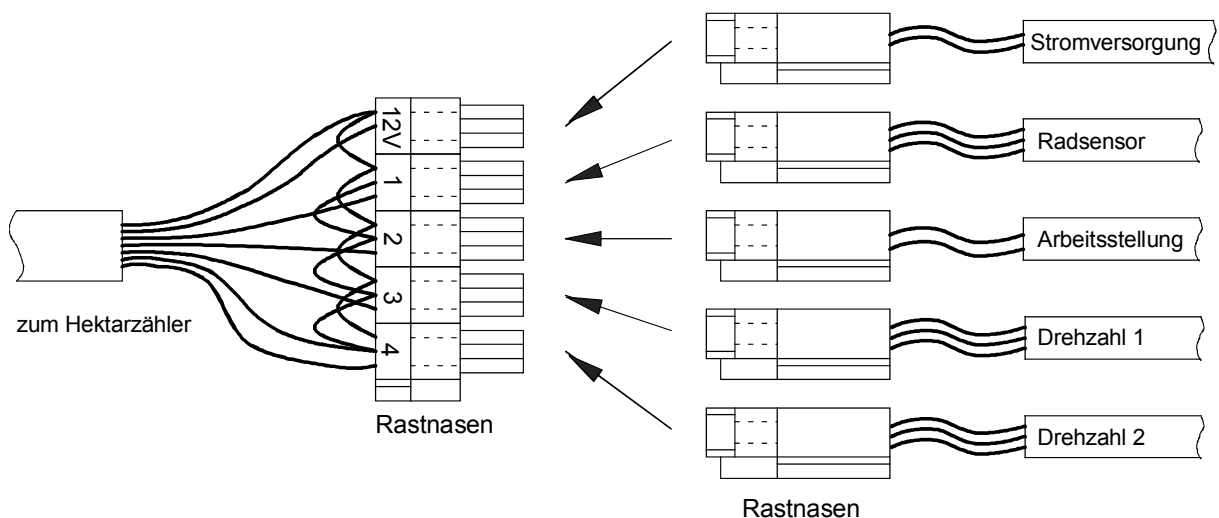 Stromversorgung
12V
Radsensor
1
2
Arbeitsstellung
3
zum Hektarzähler
Drehzahl 1
4
Rastnasen
Drehzahl 2
Rastnasen